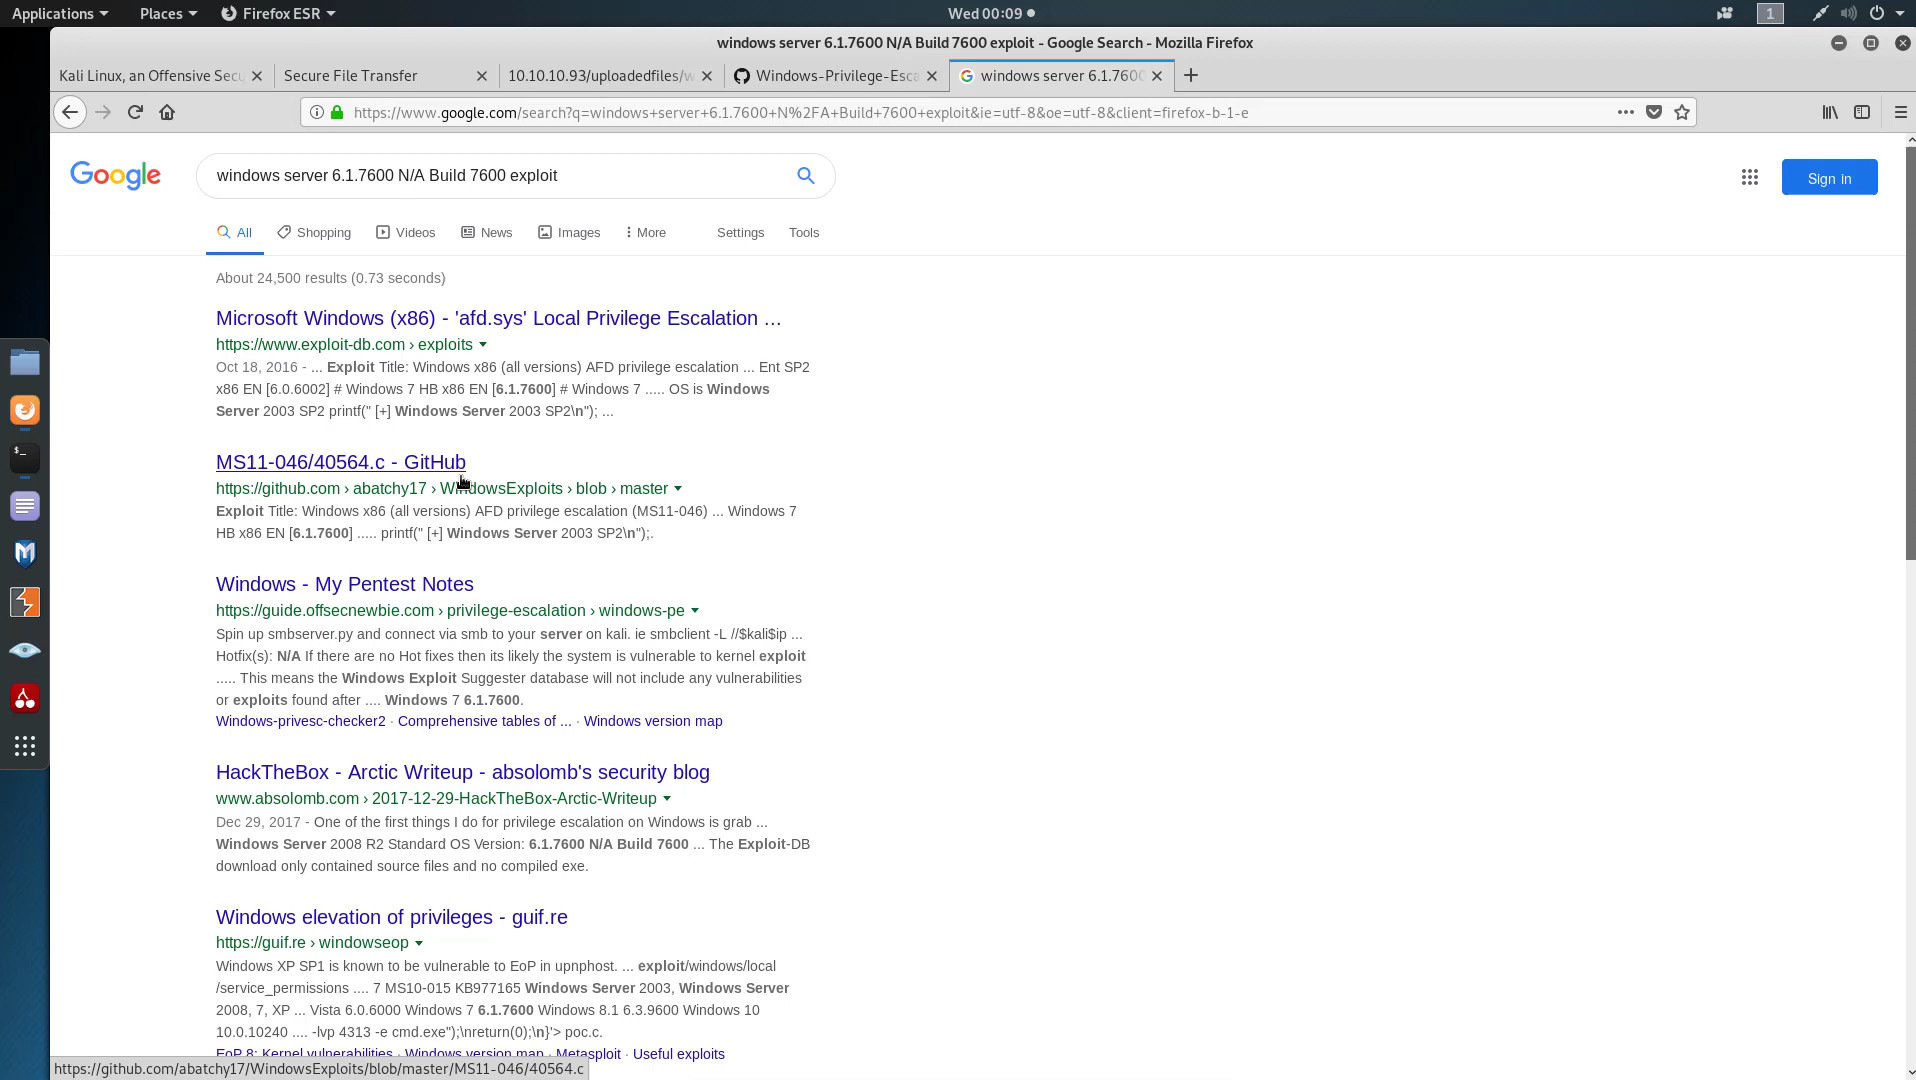 Applications Places Firefox ESR Wed 00:09 1
windows server 6.1.7600 N/A Build 7600 exploit - Google Search - Mozilla Firefox
Kali Linux, an Offensive Secu Secure File Transfer 10.10.10.93/uploadedfiles/w Windows-Privilege-Esca windows server 6.1.7600
https://www.google.com/search?q=windows+server+6.1.7600+N%2FA+Build+7600+exploit&ie=utf-8&oe=utf-8&client=firefox-b-1-e
Google windows server 6.1.7600 N/A Build 7600 exploit Sign in
All Shopping Videos News Images More Settings Tools
About 24,500 results (0.73 seconds)
Microsoft Windows (x86) - 'afd.sys' Local Privilege Escalation ...
https://www.exploit-db.com › exploits
Oct 18, 2016 - ... Exploit Title: Windows x86 (all versions) AFD privilege escalation ... Ent SP2
x86 EN [6.0.6002] # Windows 7 HB x86 EN [6.1.7600] # Windows 7 ..... OS is Windows
Server 2003 SP2 printf(" [+] Windows Server 2003 SP2\n"); ...
MS11-046/40564.c - GitHub
https://github.com › abatchy17 › WindowsExploits › blob › master
Exploit Title: Windows x86 (all versions) AFD privilege escalation (MS11-046) ... Windows 7
HB x86 EN [6.1.7600] ..... printf(" [+] Windows Server 2003 SP2\n");.
Windows - My Pentest Notes
https://guide.offsecnewbie.com › privilege-escalation › windows-pe
Spin up smbserver.py and connect via smb to your server on kali. ie smbclient -L //$kali$ip ...
Hotfix(s): N/A If there are no Hot fixes then its likely the system is vulnerable to kernel exploit
..... This means the Windows Exploit Suggester database will not include any vulnerabilities
or exploits found after .... Windows 7 6.1.7600.
Windows-privesc-checker2 · Comprehensive tables of ... · Windows version map
HackTheBox - Arctic Writeup - absolomb's security blog
www.absolomb.com › 2017-12-29-HackTheBox-Arctic-Writeup
Dec 29, 2017 - One of the first things I do for privilege escalation on Windows is grab ...
Windows Server 2008 R2 Standard OS Version: 6.1.7600 N/A Build 7600 ... The Exploit-DB
download only contained source files and no compiled exe.
Windows elevation of privileges - guif.re
https://guif.re › windowseop
Windows XP SP1 is known to be vulnerable to EoP in upnphost. ... exploit/windows/local
/service_permissions .... 7 MS10-015 KB977165 Windows Server 2003, Windows Server
2008, 7, XP ... Vista 6.0.6000 Windows 7 6.1.7600 Windows 8.1 6.3.9600 Windows 10
10.0.10240 .... -lvp 4313 -e cmd.exe");\nreturn(0);\n}'> poc.c.
EoP 8: Kernel vulnerabilities · Windows version map · Metasploit · Useful exploits
https://github.com/abatchy17/WindowsExploits/blob/master/MS11-046/40564.c